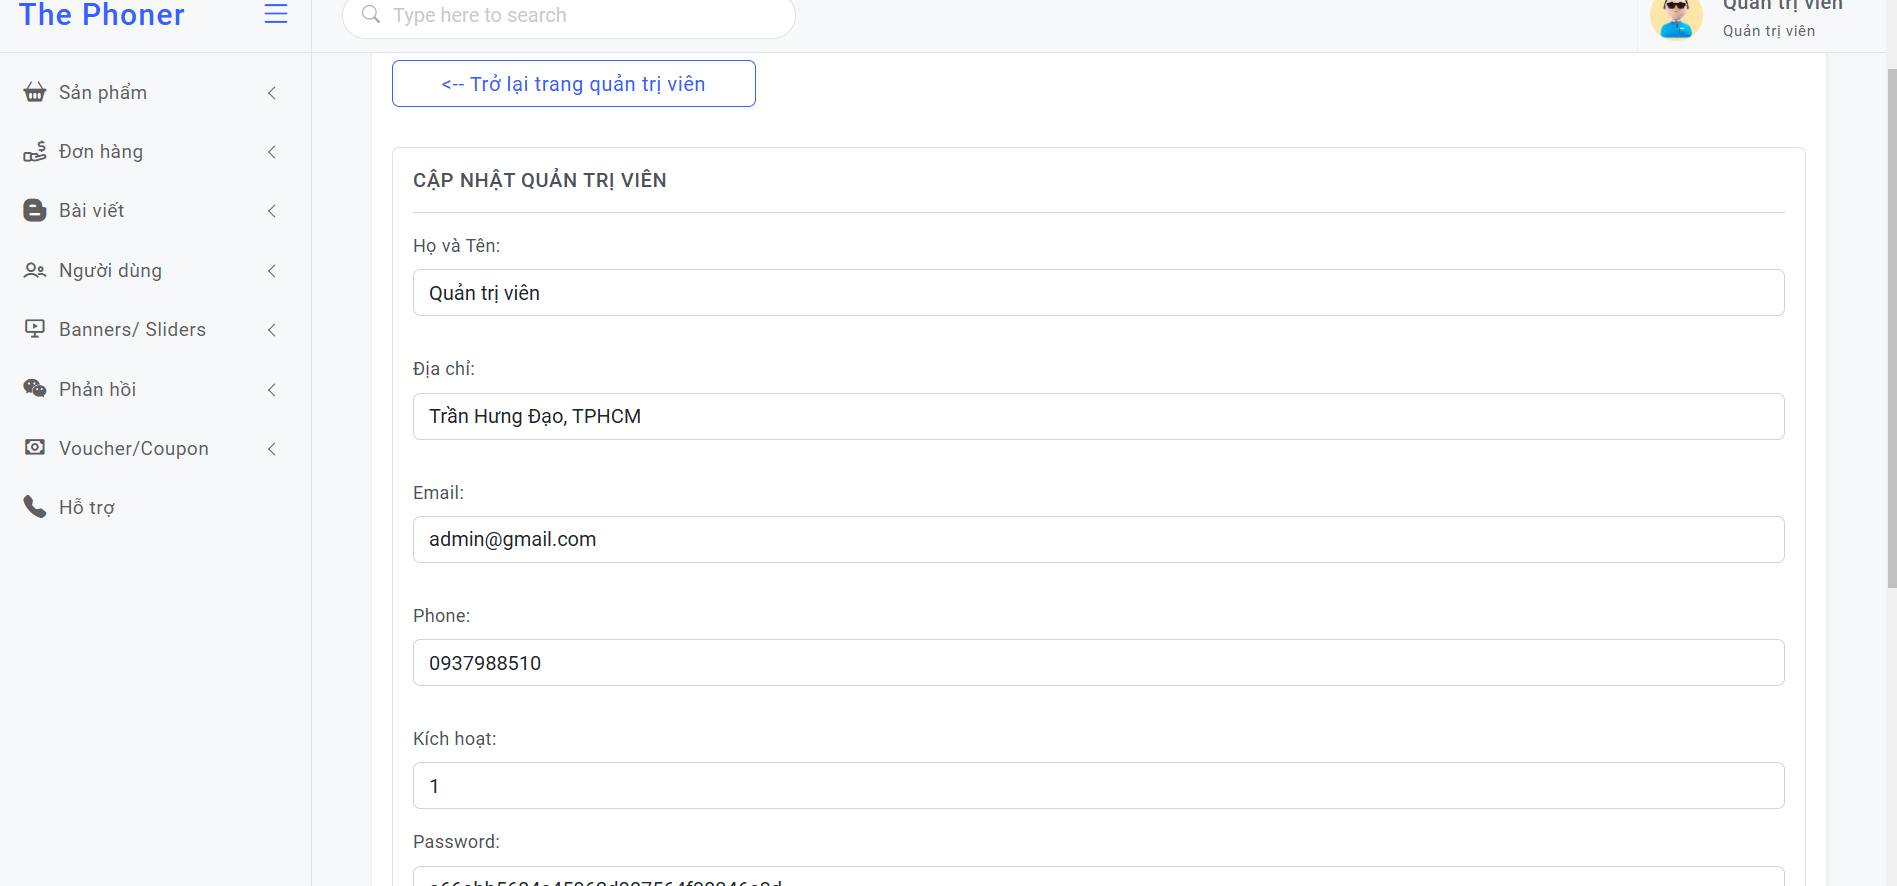 The Phoner
Type here to search
Quản trị viên
Quản trị viên
Sản phẩm
Đơn hàng
Bài viết
Người dùng
Banners/ Sliders
Phản hồi
Voucher/Coupon
Hỗ trợ
<-- Trở lại trang quản trị viên
CẬP NHẬT QUẢN TRỊ VIÊN
Họ và Tên:
Quản trị viên
Địa chỉ:
Trần Hưng Đạo, TPHCM
Email:
admin@gmail.com
Phone:
0937988510
Kích hoạt:
1
Password: